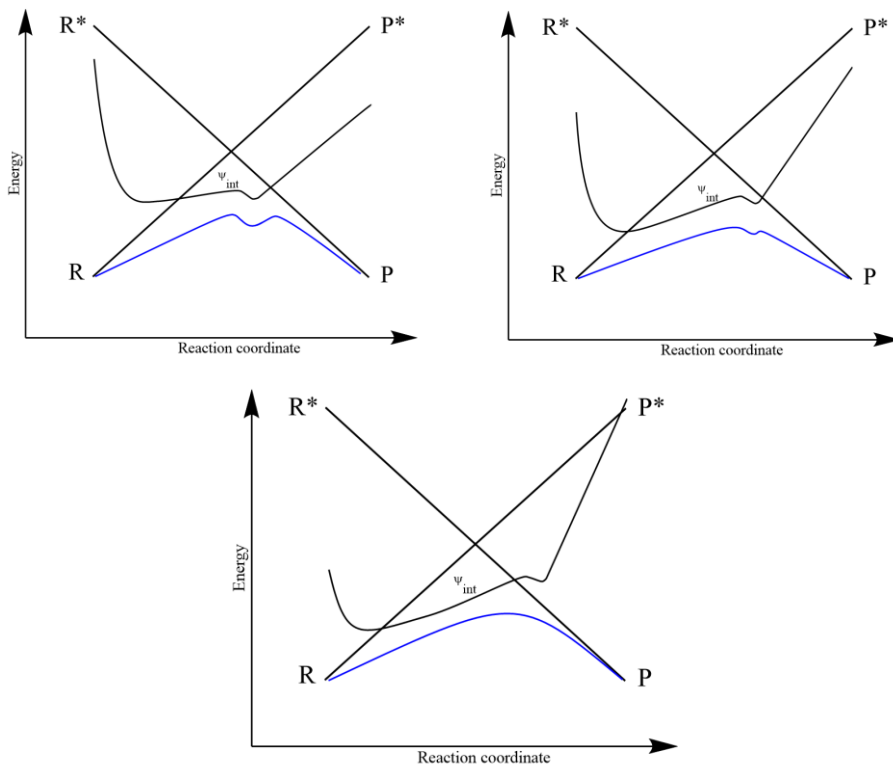 R* P*
Energy
Ψint
R P
Reaction coordinate
R* P*
Energy
Ψint
R P
Reaction coordinate
R* P*
Energy
Ψint
R P
Reaction coordinate